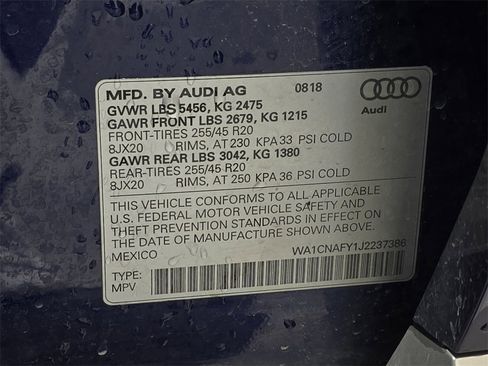 MFD. BY AUDI AG 0818
GVWR LBS 5456, KG 2475
GAWR FRONT LBS 2679, KG 1215
FRONT-TIRES 255/45 R20
8JX20 RIMS, AT 230 KPA 33 PSI COLD
GAWR REAR LBS 3042, KG 1380
REAR-TIRES 255/45 R20
8JX20 RIMS, AT 250 KPA 36 PSI COLD
Audi
THIS VEHICLE CONFORMS TO ALL APPLICABLE
U.S. FEDERAL MOTOR VEHICLE SAFETY AND
THEFT PREVENTION STANDARDS IN EFFECT ON
THE DATE OF MANUFACTURE SHOWN ABOVE.
MEXICO WA1CNAFY1J2237386
TYPE:
MPV